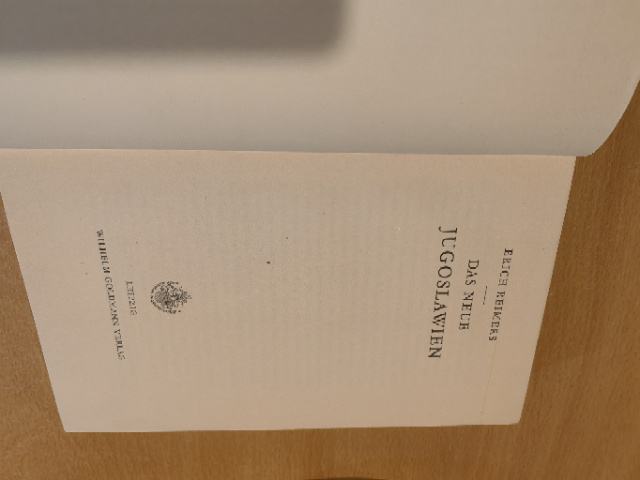 ERICH REIMERS
DAS NEUE
JUGOSLAWIEN
LEIPZIG
WILHELM GOLDMANN VERLAG